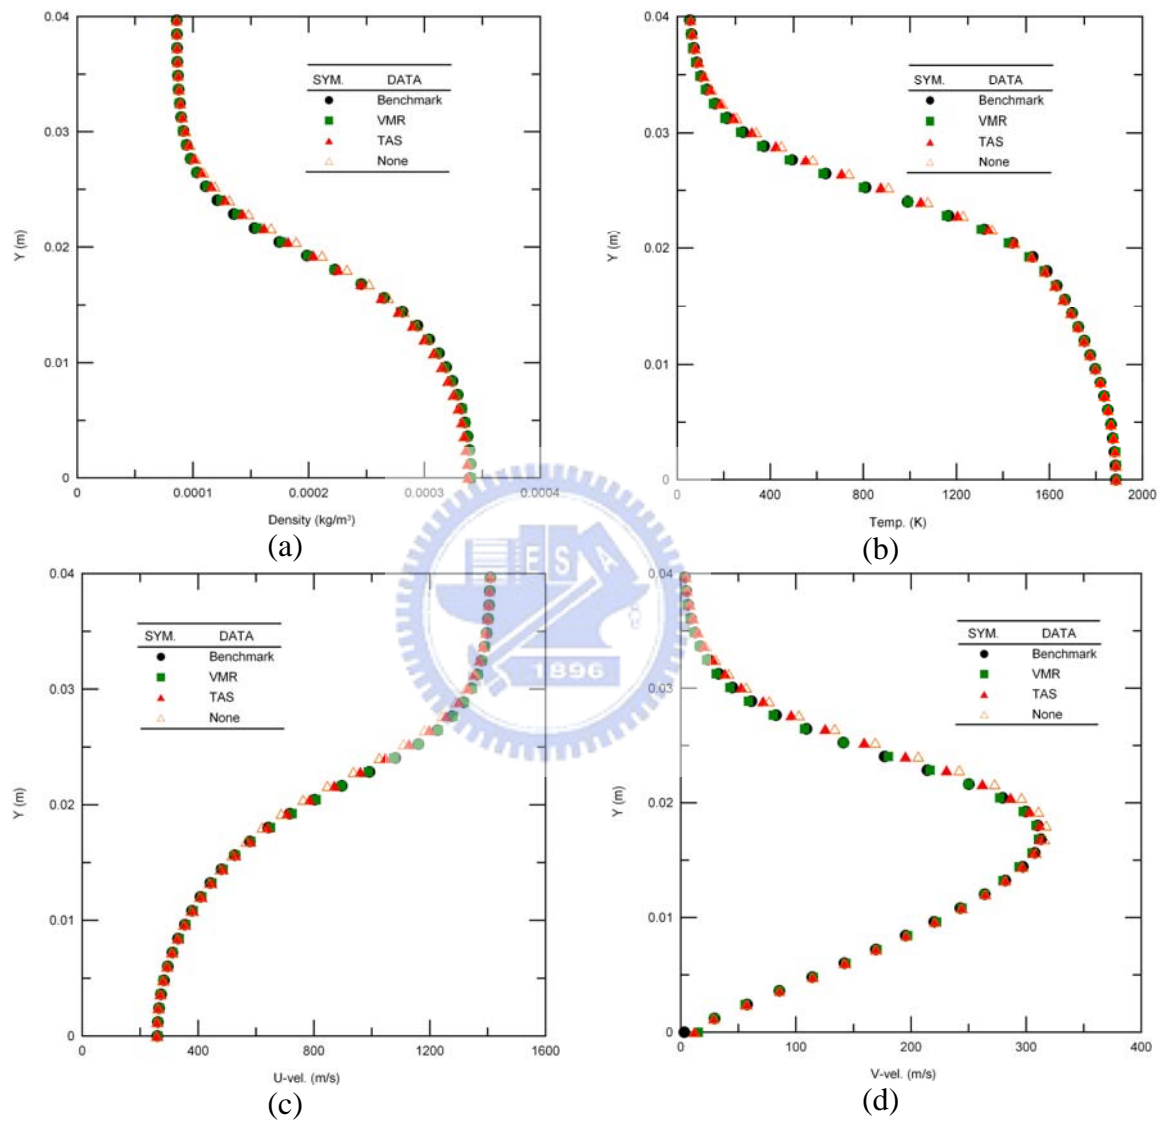 0.04
SYM. DATA
Benchmark
VMR
TAS
None
0.03
0.02
0.01
0
Y (m)
0 0.0001 0.0002 0.0003 0.0004
Density (kg/m³)
(a)
0.04
SYM. DATA
Benchmark
VMR
TAS
None
0.03
0.02
0.01
0
Y (m)
0 400 800 1200 1600 2000
Temp. (K)
(b)
0.04
SYM. DATA
Benchmark
VMR
TAS
None
0.03
0.02
0.01
0
Y (m)
0 400 800 1200 1600
U-vel. (m/s)
(c)
0.04
SYM. DATA
Benchmark
VMR
TAS
None
0.03
0.02
0.01
0
Y (m)
0 100 200 300 400
V-vel. (m/s)
(d)
E S A
1896